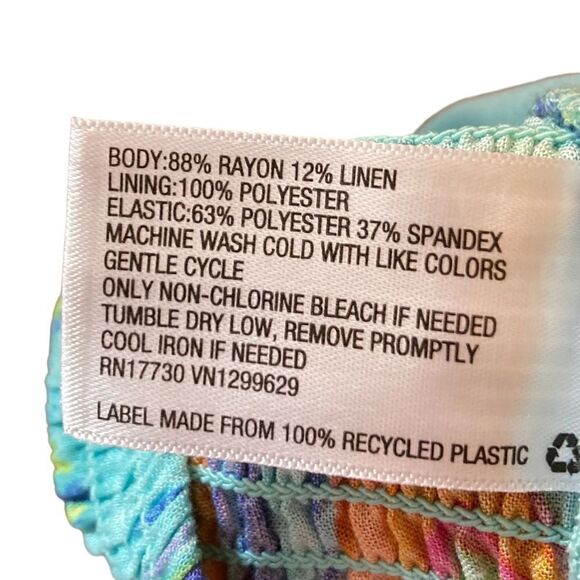 BODY:88% RAYON 12% LINEN
LINING:100% POLYESTER
ELASTIC:63% POLYESTER 37% SPANDEX
MACHINE WASH COLD WITH LIKE COLORS
GENTLE CYCLE
ONLY NON-CHLORINE BLEACH IF NEEDED
TUMBLE DRY LOW, REMOVE PROMPTLY
COOL IRON IF NEEDED
RN17730 VN1299629
LABEL MADE FROM 100% RECYCLED PLASTIC